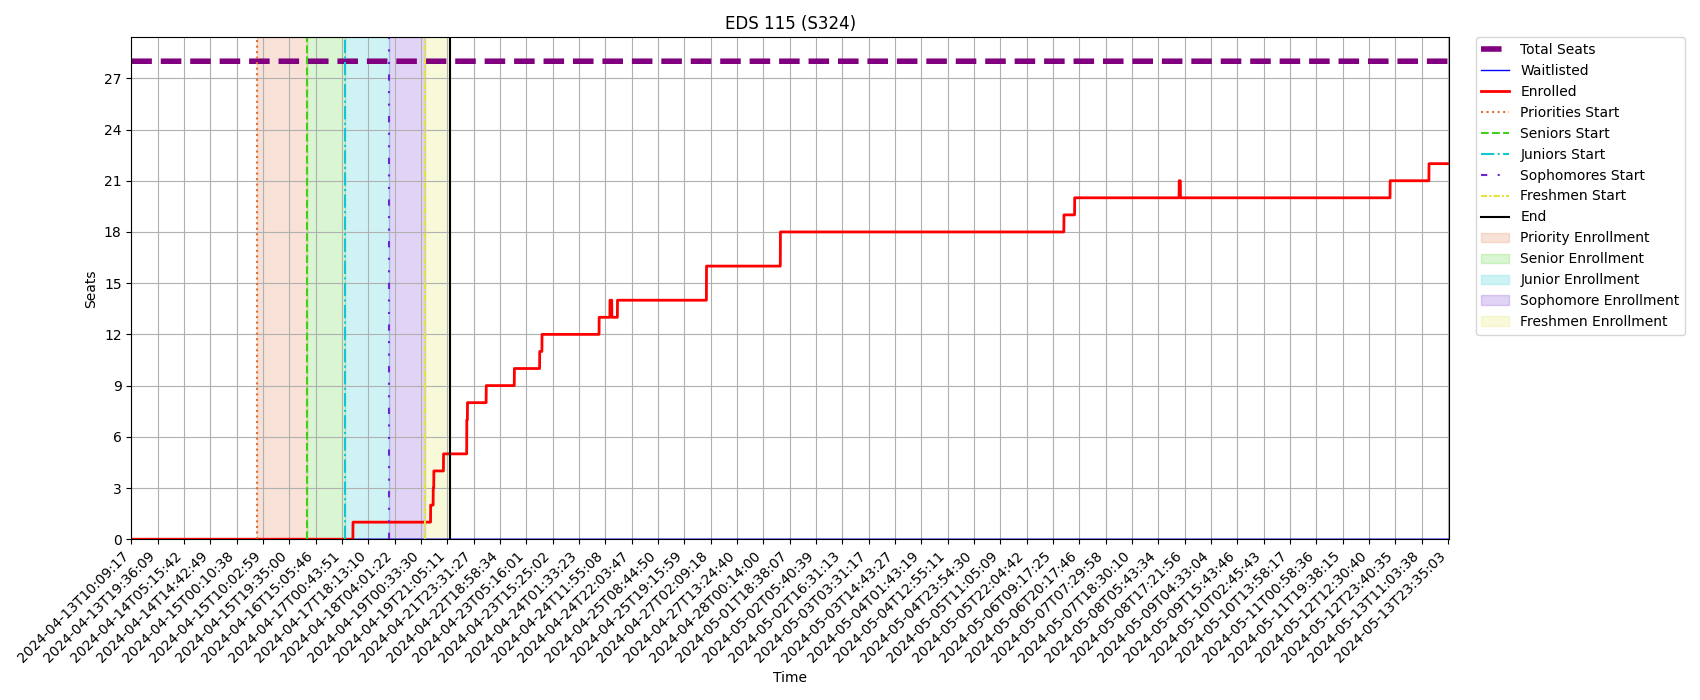 EDS 115 (S324)
Total Seats
Waitlisted
Enrolled
Priorities Start
Seniors Start
Juniors Start
Sophomores Start
Freshmen Start
End
Priority Enrollment
Senior Enrollment
Junior Enrollment
Sophomore Enrollment
Freshmen Enrollment
Seats
27
24
21
18
15
12
9
6
3
0
2024-04-13T10:09:17
2024-04-13T19:36:09
2024-04-14T05:15:42
2024-04-14T14:42:49
2024-04-15T00:10:38
2024-04-15T10:02:59
2024-04-15T19:35:00
2024-04-16T15:05:46
2024-04-17T00:43:51
2024-04-17T18:13:10
2024-04-18T04:01:22
2024-04-19T00:33:30
2024-04-19T21:05:11
2024-04-21T23:31:27
2024-04-22T18:58:34
2024-04-23T05:16:01
2024-04-23T15:25:02
2024-04-24T01:33:23
2024-04-24T11:55:08
2024-04-24T22:03:47
2024-04-25T08:44:50
2024-04-25T19:15:59
2024-04-27T02:09:18
2024-04-27T13:24:40
2024-04-28T00:14:00
2024-05-01T18:38:07
2024-05-02T05:40:39
2024-05-02T16:31:13
2024-05-03T03:31:17
2024-05-03T14:43:27
2024-05-04T01:43:19
2024-05-04T12:55:11
2024-05-04T23:54:30
2024-05-05T11:05:09
2024-05-05T22:04:42
2024-05-06T09:17:25
2024-05-06T20:17:46
2024-05-07T07:29:58
2024-05-07T18:30:10
2024-05-08T05:43:34
2024-05-08T17:21:56
2024-05-09T04:33:04
2024-05-09T15:43:46
2024-05-10T02:45:43
2024-05-10T13:58:17
2024-05-11T00:58:36
2024-05-11T19:38:15
2024-05-12T12:30:40
2024-05-12T23:40:35
2024-05-13T11:03:38
2024-05-13T23:35:03
Time